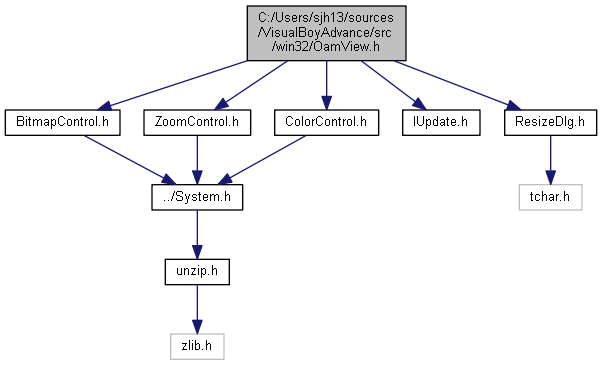 C:/Users/sjh13/sources
/VisualBoyAdvance/src
/win32/OamView.h
BitmapControl.h
ZoomControl.h
ColorControl.h
IUpdate.h
ResizeDlg.h
../System.h
tchar.h
unzip.h
zlib.h